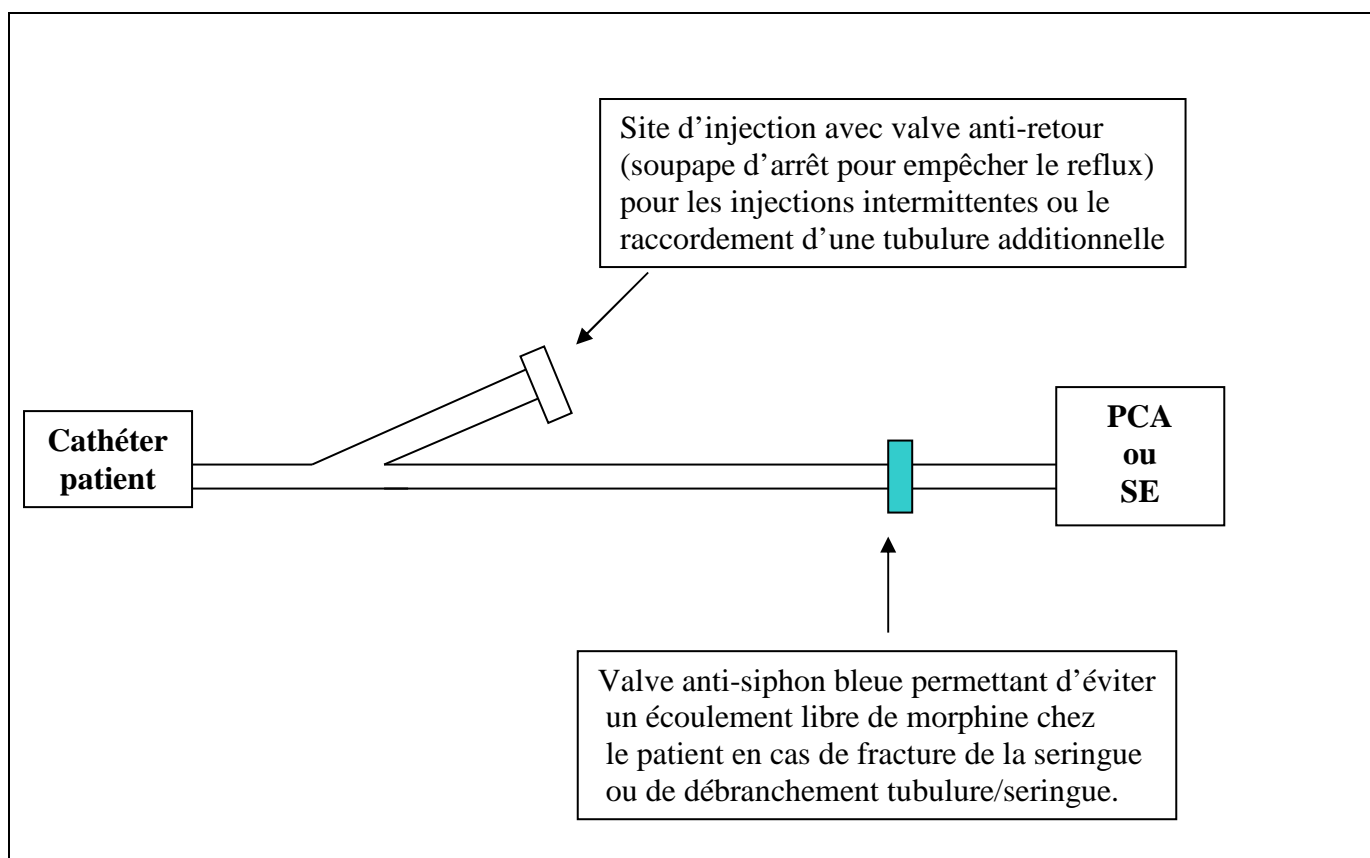 Site d’injection avec valve anti-retour
(soupape d’arrêt pour empêcher le reflux)
pour les injections intermittentes ou le
raccordement d’une tubulure additionnelle
Cathéter
patient
PCA
ou
SE
Valve anti-siphon bleue permettant d’éviter
un écoulement libre de morphine chez
le patient en cas de fracture de la seringue
ou de débranchement tubulure/seringue.